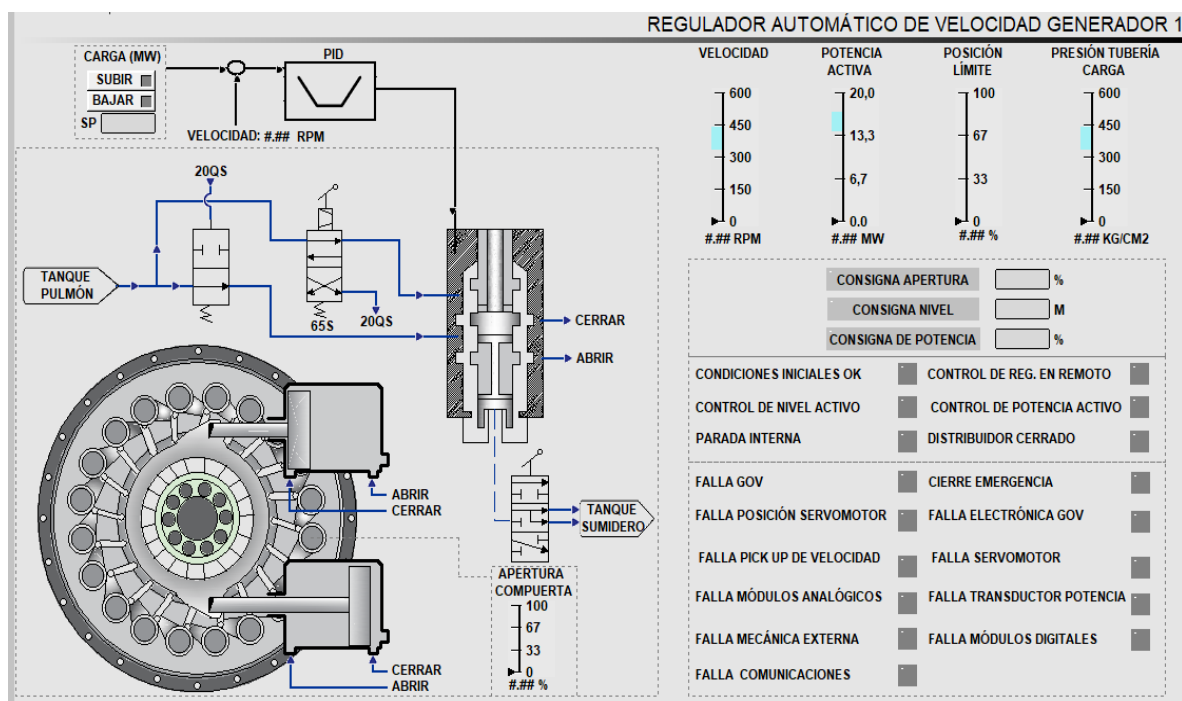 REGULADOR AUTOMÁTICO DE VELOCIDAD GENERADOR 1
CARGA (MW)
SUBIR
BAJAR
SP
PID
VELOCIDAD: #.## RPM
20QS
TANQUE
PULMÓN
65S
20QS
CERRAR
ABRIR
ABRIR
CERRAR
TANQUE
SUMIDERO
APERTURA
COMPUERTA
100
67
33
0
#.## %
CERRAR
ABRIR
VELOCIDAD
600
450
300
150
0
#.## RPM
POTENCIA
ACTIVA
20,0
13,3
6,7
0.0
#.## MW
POSICIÓN
LÍMITE
100
67
33
0
#.## %
PRESIÓN TUBERÍA
CARGA
600
450
300
150
0
#.## KG/CM2
CONSIGNA APERTURA %
CONSIGNA NIVEL M
CONSIGNA DE POTENCIA %
CONDICIONES INICIALES OK CONTROL DE REG. EN REMOTO
CONTROL DE NIVEL ACTIVO CONTROL DE POTENCIA ACTIVO
PARADA INTERNA DISTRIBUIDOR CERRADO
FALLA GOV CIERRE EMERGENCIA
FALLA POSICIÓN SERVOMOTOR FALLA ELECTRÓNICA GOV
FALLA PICK UP DE VELOCIDAD FALLA SERVOMOTOR
FALLA MÓDULOS ANALÓGICOS FALLA TRANSDUCTOR POTENCIA
FALLA MECÁNICA EXTERNA FALLA MÓDULOS DIGITALES
FALLA COMUNICACIONES